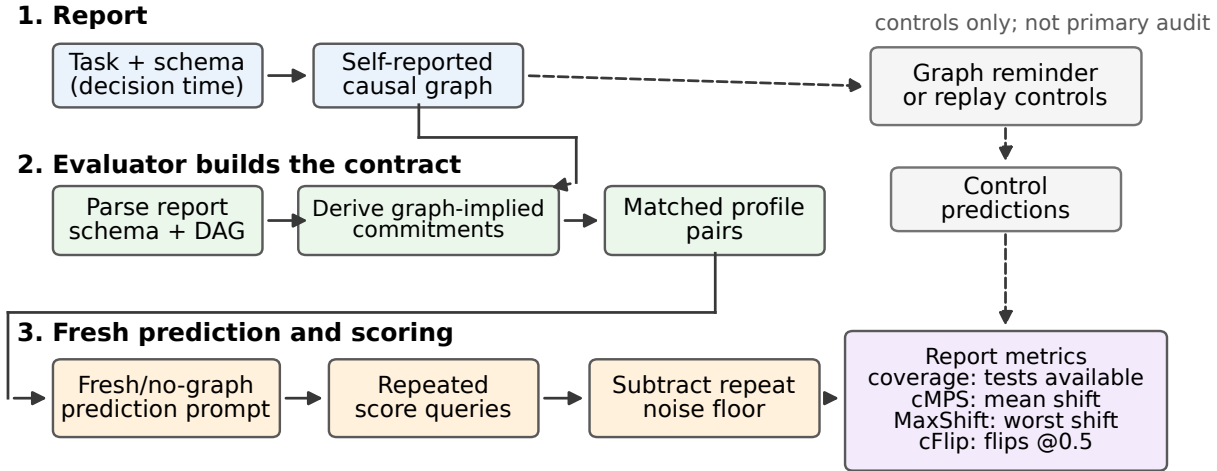 1. Report
controls only; not primary audit
Task + schema
(decision time)
Self-reported
causal graph
Graph reminder
or replay controls
2. Evaluator builds the contract
Parse report
schema + DAG
Derive graph-implied
commitments
Matched profile
pairs
Control
predictions
3. Fresh prediction and scoring
Fresh/no-graph
prediction prompt
Repeated
score queries
Subtract repeat
noise floor
Report metrics
coverage: tests available
cMPS: mean shift
MaxShift: worst shift
cFlip: flips @0.5